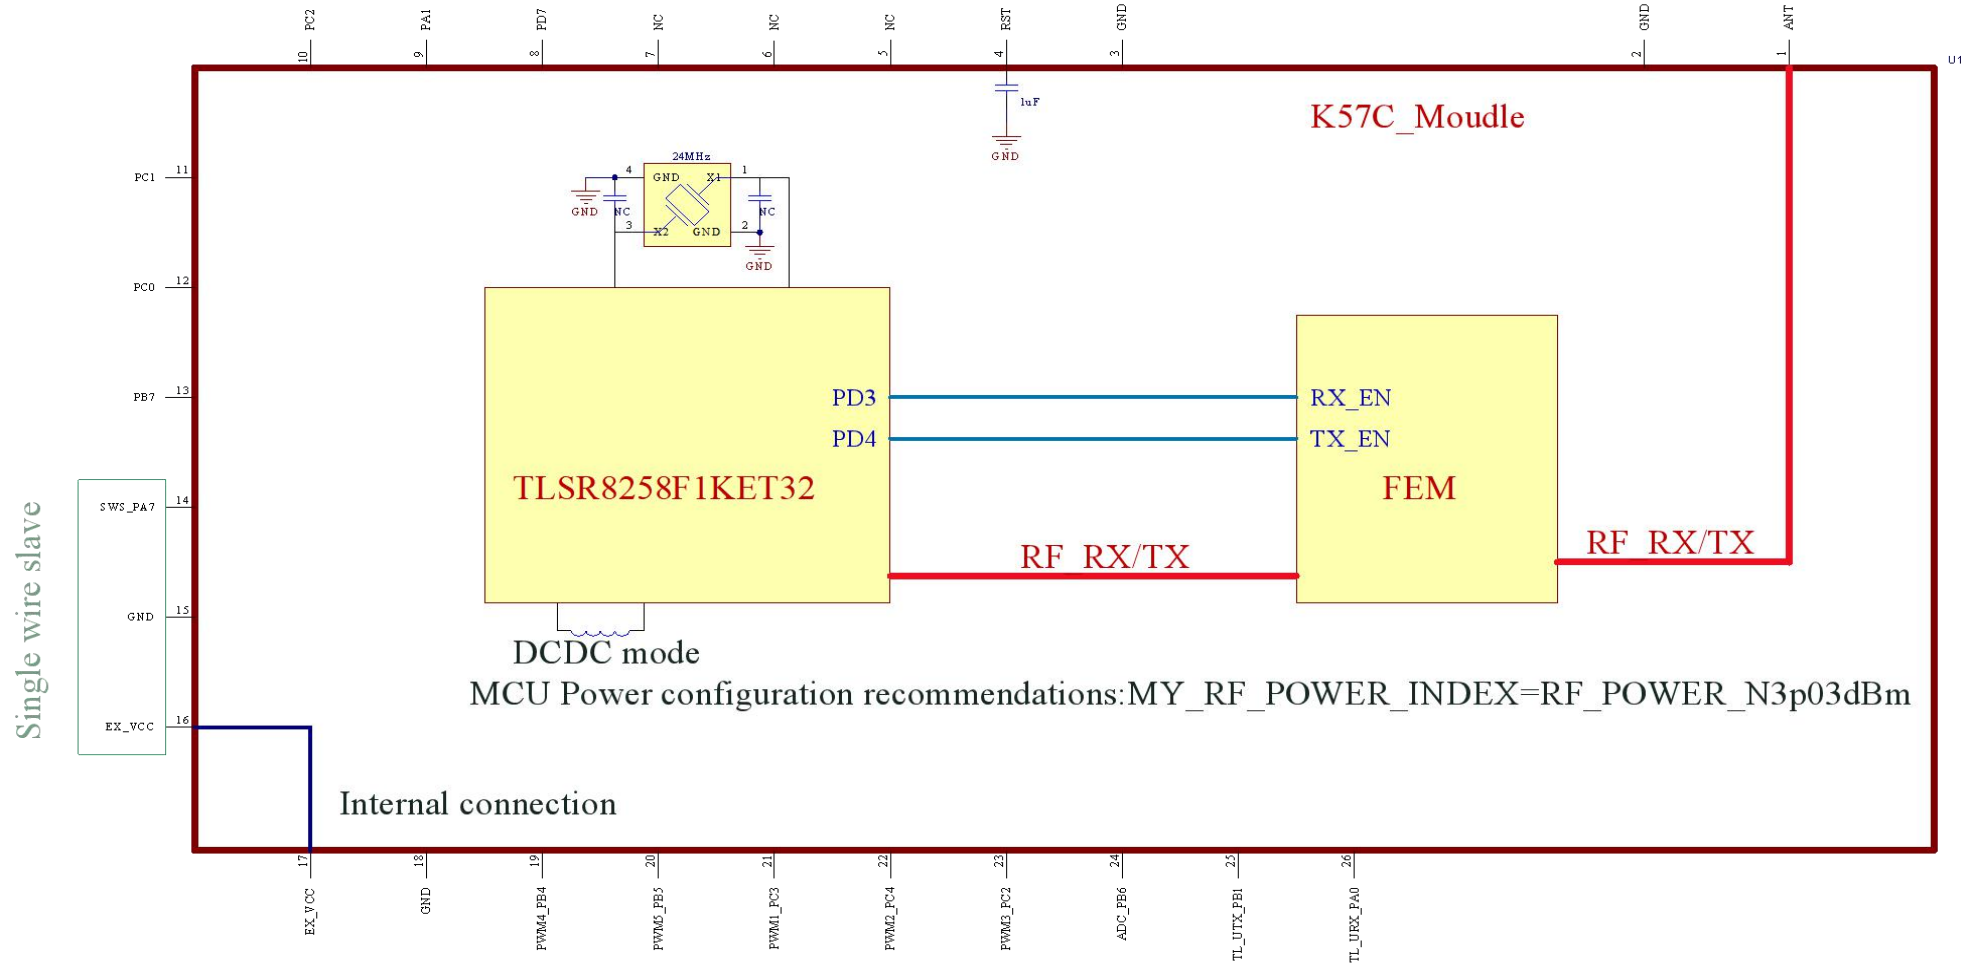 PC2
PA1
PD7
NC
NC
NC
RST
GND
GND
ANT
10
9
8
7
6
5
4
3
2
1
U1
1uF
GND
K57C_Moudle
24MHz
4
GND
X1
1
GND
NC
NC
3
X2
GND
2
GND
PC1
11
PC0
12
PB7
13
SWS_PA7
14
GND
15
EX_VCC
16
Single wire slave
PD3
RX_EN
PD4
TX_EN
TLSR8258F1KET32
FEM
RF_RX/TX
RF_RX/TX
DCDC mode
MCU Power configuration recommendations:MY_RF_POWER_INDEX=RF_POWER_N3p03dBm
Internal connection
17
18
19
20
21
22
23
24
25
26
EX_VCC
GND
PWM4_PB4
PWM5_PB5
PWM1_PC3
PWM2_PC4
PWM3_PC2
ADC_PB6
TL_UTX_PB1
TL_URX_PA0